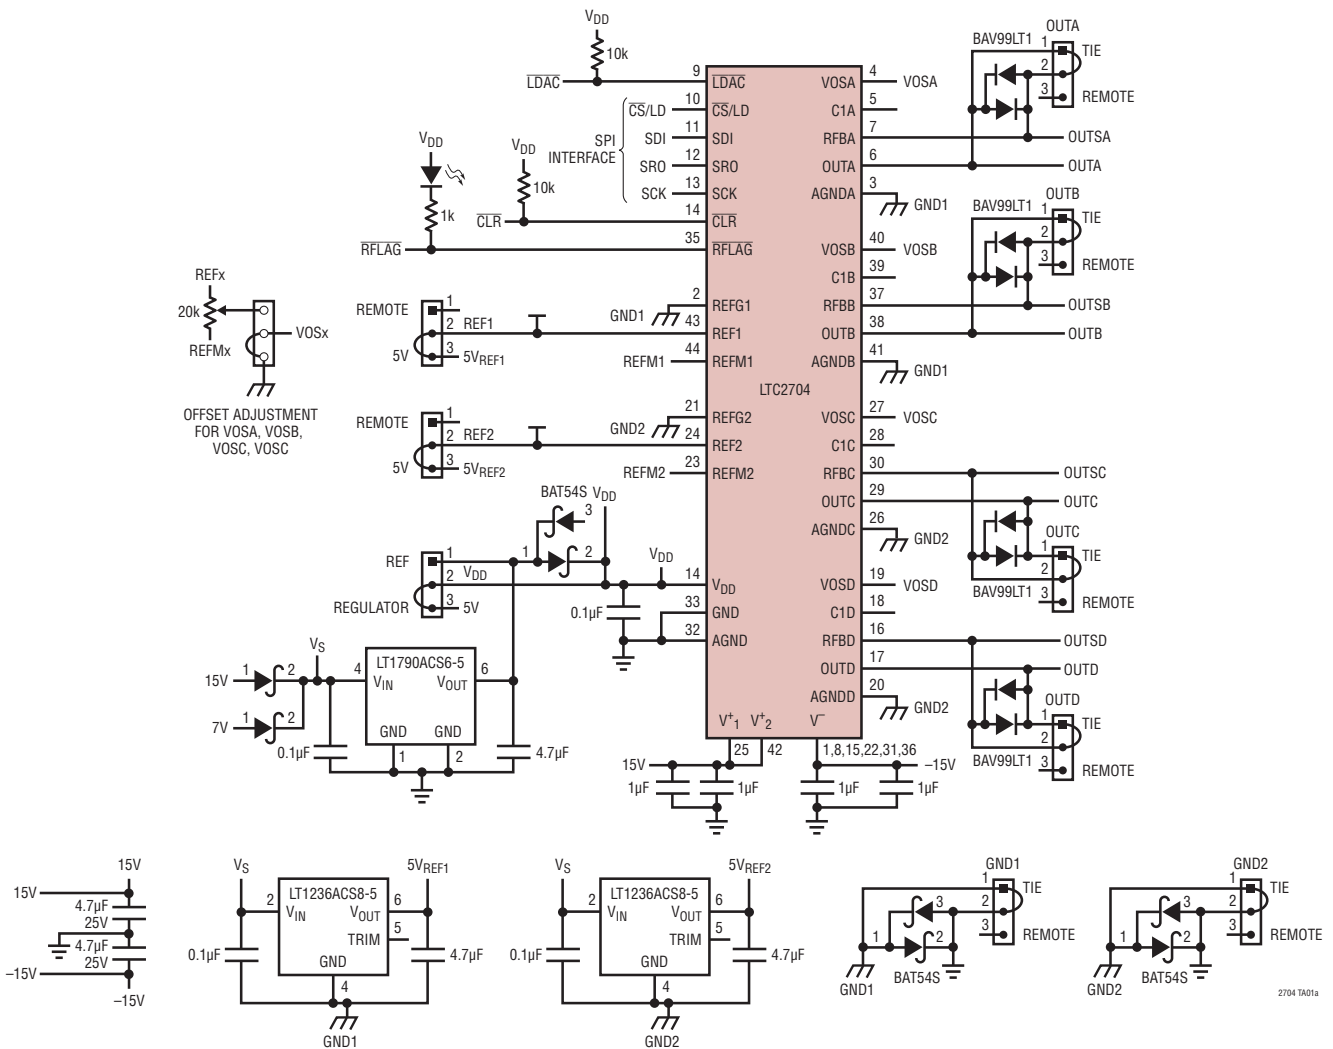 VDD
10k
LDAC
CS/LD
SDI
SRO
SCK
SPI
INTERFACE
VDD
1k
VDD
10k
CLR
RFLAG
9
10
11
12
13
14
35
2
43
44
21
24
23
14
33
32
LDAC
CS/LD
SDI
SRO
SCK
CLR
RFLAG
REFG1
REF1
REFM1
REFG2
REF2
REFM2
VDD
GND
AGND
LTC2704
V+1
V+2
V–
25
42
1,8,15,22,31,36
VOSA
C1A
RFBA
OUTA
AGNDA
VOSB
C1B
RFBB
OUTB
AGNDB
VOSC
C1C
RFBC
OUTC
AGNDC
VOSD
C1D
RFBD
OUTD
AGNDD
4
5
7
6
3
40
39
37
38
41
27
28
30
29
26
19
18
16
17
20
VOSA
OUTSA
OUTA
GND1
VOSB
OUTSB
OUTB
GND1
VOSC
OUTSC
OUTC
GND2
VOSD
OUTSD
OUTD
GND2
BAV99LT1
OUTA
1
2
3
TIE
REMOTE
BAV99LT1
OUTB
1
2
3
TIE
REMOTE
OUTC
1
2
3
TIE
REMOTE
BAV99LT1
OUTD
1
2
3
TIE
REMOTE
BAV99LT1
REFx
20k
REFMx
VOSx
OFFSET ADJUSTMENT
FOR VOSA, VOSB,
VOSC, VOSC
REMOTE
1
2
3
REF1
5V
5VREF1
GND1
REFM1
REMOTE
1
2
3
REF2
5V
5VREF2
GND2
REFM2
BAT54S
VDD
3
1
2
REF
1
2
3
VDD
REGULATOR
5V
VDD
0.1µF
VS
15V
1
2
7V
1
2
LT1790ACS6-5
4
VIN
VOUT
6
GND
GND
1
2
0.1µF
4.7µF
15V
1µF
1µF
–15V
1µF
1µF
15V
15V
4.7µF
25V
4.7µF
25V
–15V
–15V
VS
5VREF1
LT1236ACS8-5
2
VIN
VOUT
6
TRIM
5
GND
4
0.1µF
4.7µF
GND1
VS
5VREF2
LT1236ACS8-5
2
VIN
VOUT
6
TRIM
5
GND
4
0.1µF
4.7µF
GND2
GND1
1
2
3
TIE
REMOTE
3
1
2
GND1
BAT54S
GND2
1
2
3
TIE
REMOTE
3
1
2
GND2
BAT54S
2704 TA01a